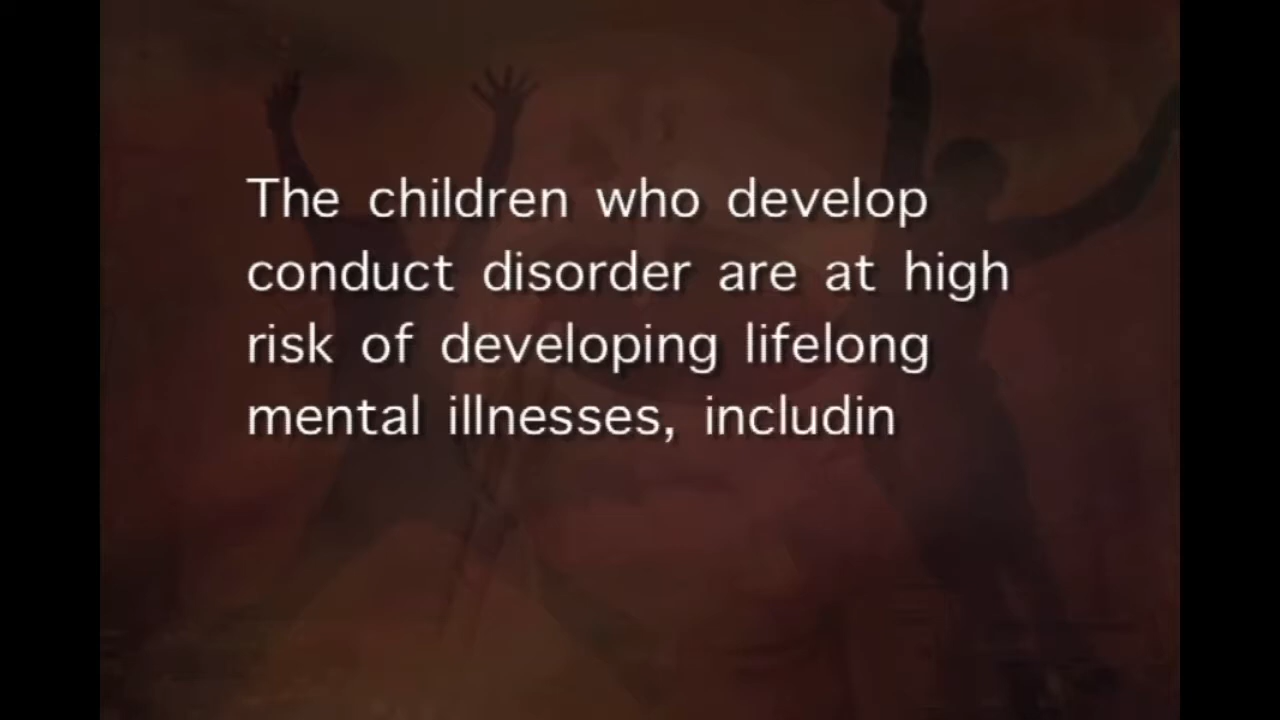 The children who develop
conduct disorder are at high
risk of developing lifelong
mental illnesses, includin